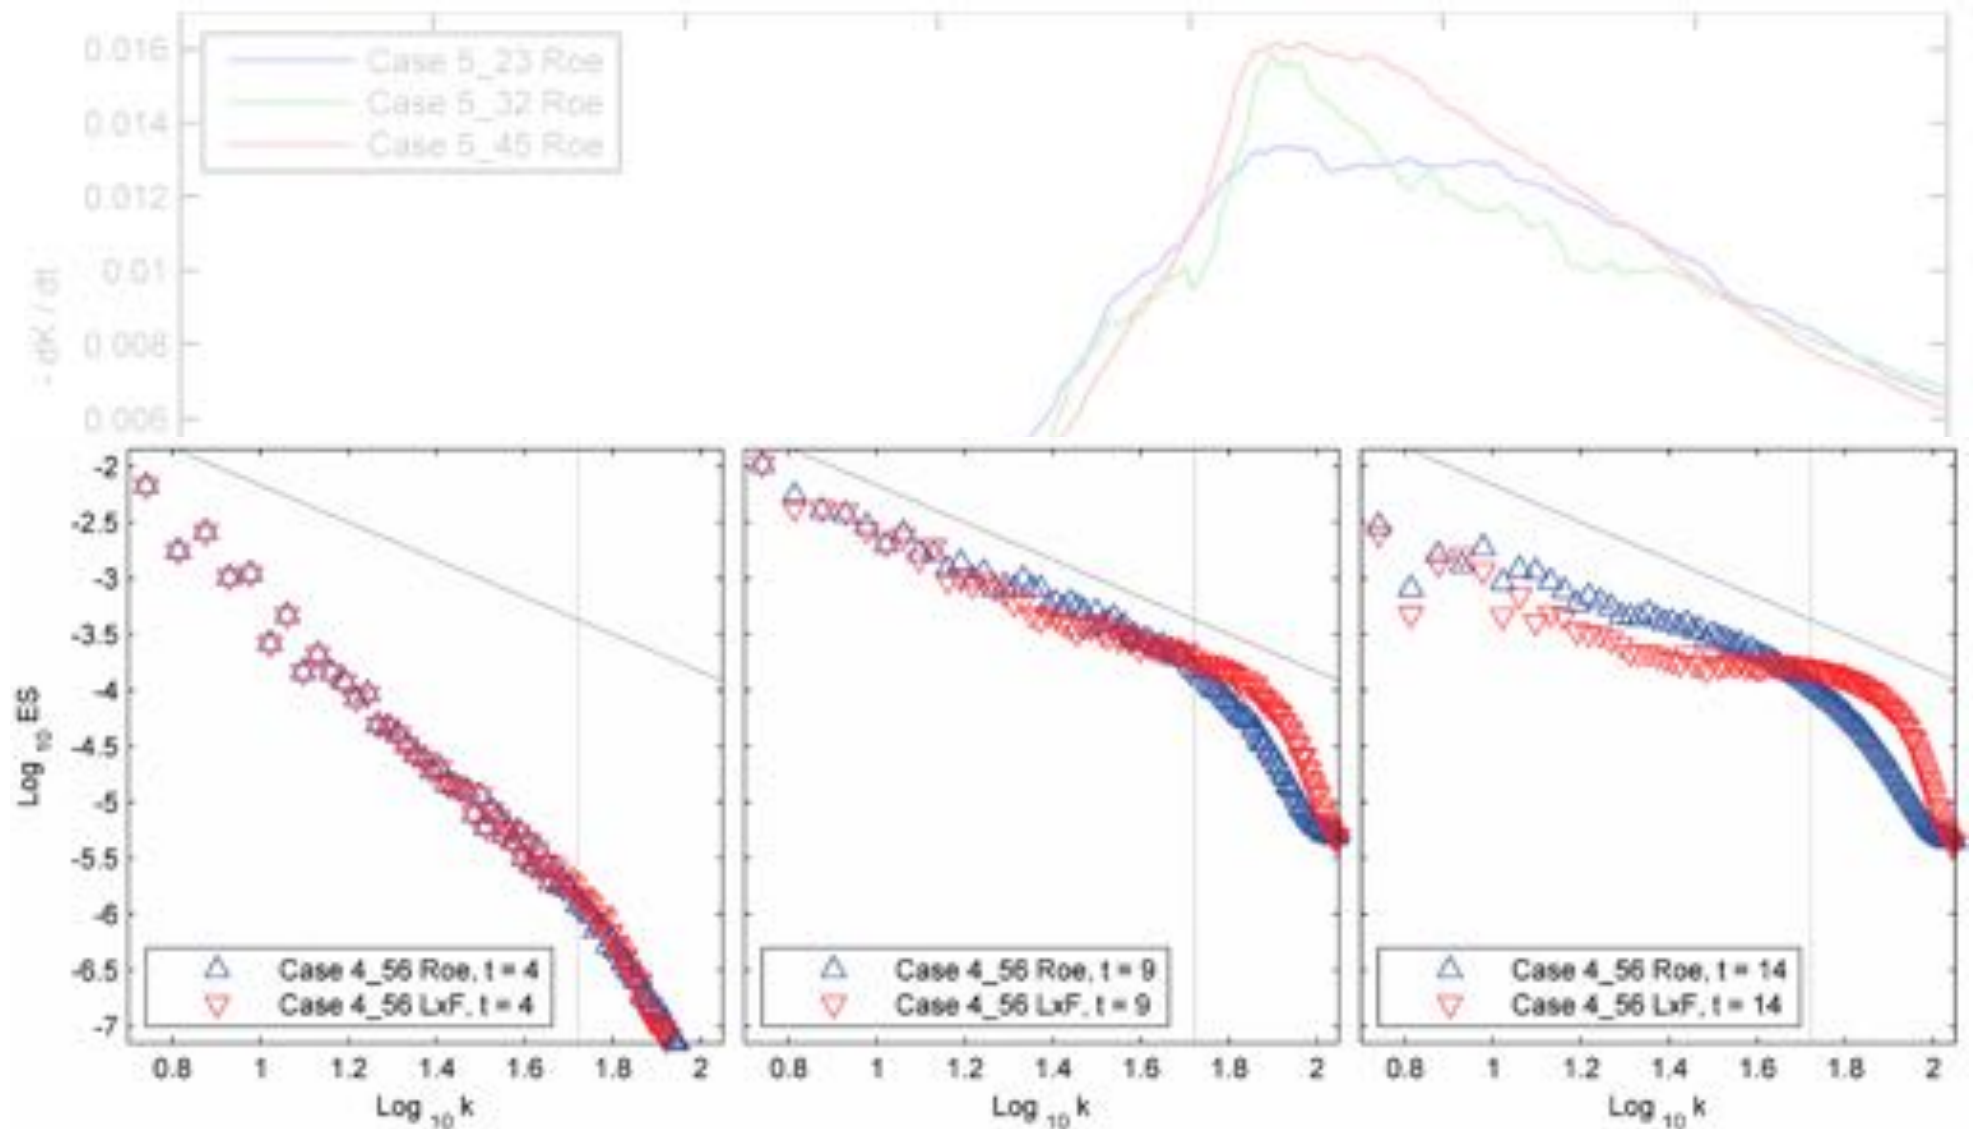 0.016
0.014
0.012
0.01
0.008
0.006
- dK / dt
Case 5_23 Roe
Case 5_32 Roe
Case 5_45 Roe
Log 10 ES
-2
-2.5
-3
-3.5
-4
-4.5
-5
-5.5
-6
-6.5
-7
Case 4_56 Roe, t = 4
Case 4_56 LxF, t = 4
0.8 1 1.2 1.4 1.6 1.8 2
Log 10 k
Case 4_56 Roe, t = 9
Case 4_56 LxF, t = 9
0.8 1 1.2 1.4 1.6 1.8 2
Log 10 k
Case 4_56 Roe, t = 14
Case 4_56 LxF, t = 14
0.8 1 1.2 1.4 1.6 1.8 2
Log 10 k